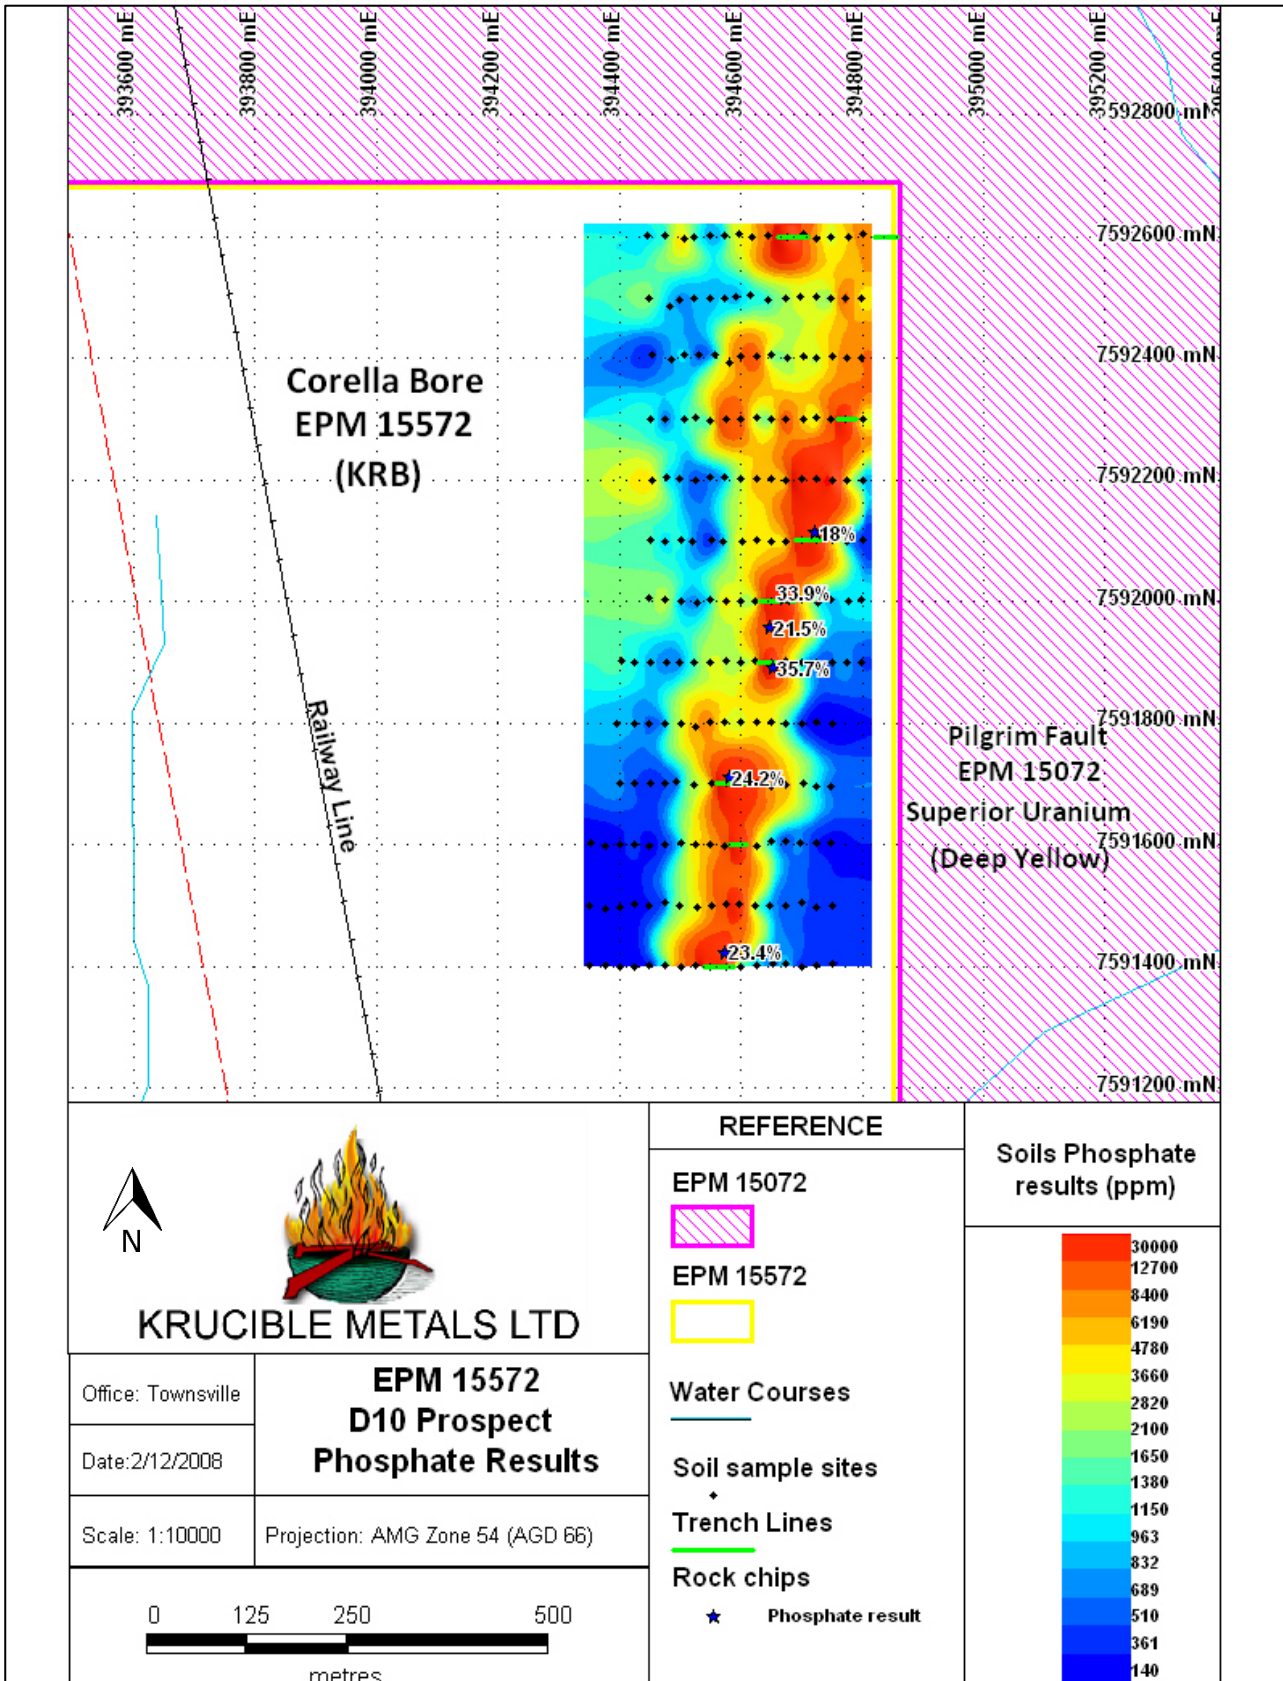 393600 mE
393800 mE
394000 mE
394200 mE
394400 mE
394600 mE
394800 mE
395000 mE
395200 mE
7592600 mN
7592400 mN
7592200 mN
7592000 mN
7591800 mN
7591600 mN
7591400 mN
7591200 mN
Corella Bore
EPM 15572
(KRB)
Railway Line
18%
33.9%
21.5%
35.7%
24.2%
23.4%
Pilgrim Fault
EPM 15072
Superior Uranium
(Deep Yellow)
N
KRUCIBLE METALS LTD
Office: Townsville
Date:2/12/2008
Scale: 1:10000
EPM 15572
D10 Prospect
Phosphate Results
Projection: AMG Zone 54 (AGD 66)
0 125 250 500
metres
REFERENCE
EPM 15072
EPM 15572
Water Courses
Soil sample sites
Trench Lines
Rock chips
Phosphate result
Soils Phosphate
results (ppm)
30000
12700
8400
6190
4780
3660
2820
2100
1650
1380
1150
963
832
689
510
361
140